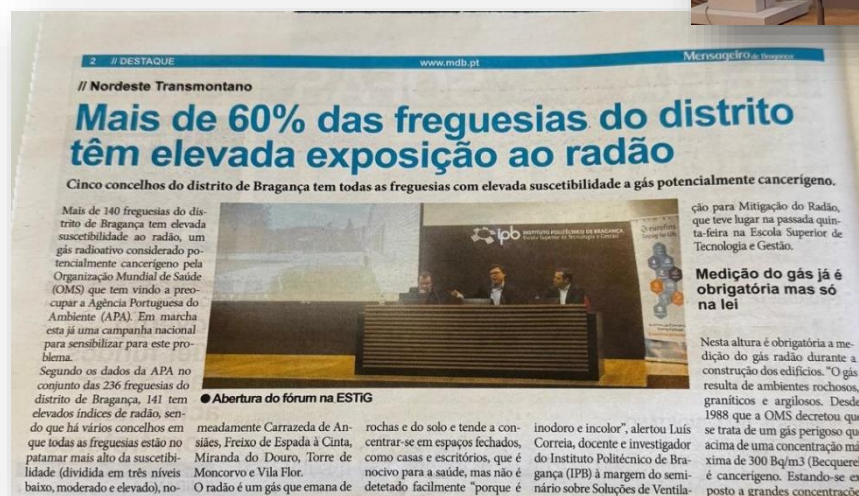 2 // DESTAQUE
www.mdb.pt
Mensageiro de Bragança
// Nordeste Transmontano
Mais de 60% das freguesias do distrito
têm elevada exposição ao radão
Cinco concelhos do distrito de Bragança tem todas as freguesias com elevada suscetibilidade a gás potencialmente cancerígeno.
Mais de 140 freguesias do dis-
trito de Bragança tem elevada
suscetibilidade ao radão, um
gás radioativo considerado po-
tencialmente cancerígeno pela
Organização Mundial de Saúde
(OMS) que tem vindo a preo-
cupar a Agência Portuguesa do
Ambiente (APA). Em marcha
esta já uma campanha nacional
para sensibilizar para este pro-
blema.
Segundo os dados da APA no
conjunto das 236 freguesias do
distrito de Bragança, 141 tem
elevados índices de radão, sen-
do que há vários concelhos em
que todas as freguesias estão no
patamar mais alto da suscetibi-
lidade (dividida em três níveis
baixo, moderado e elevado), no-
ipb INSTITUTO POLITÉCNICO DE BRAGANÇA
Escola Superior de Tecnologia e Gestão
eurofins
● Abertura do fórum na ESTiG
meadamente Carrazeda de An-
siães, Freixo de Espada à Cinta,
Miranda do Douro, Torre de
Moncorvo e Vila Flor.
O radão é um gás que emana de
rochas e do solo e tende a con-
centrar-se em espaços fechados,
como casas e escritórios, que é
nocivo para a saúde, mas não é
detetado facilmente “porque é
inodoro e incolor”, alertou Luís
Correia, docente e investigador
do Instituto Politécnico de Bra-
gança (IPB) à margem do semi-
nário sobre Soluções de Ventila-
ção para Mitigação do Radão,
que teve lugar na passada quin-
ta-feira na Escola Superior de
Tecnologia e Gestão.
Medição do gás já é
obrigatória mas só
na lei
Nesta altura é obrigatória a me-
dição do gás radão durante a
construção dos edifícios. “O gás
resulta de ambientes rochosos,
graníticos e argilosos. Desde
1988 que a OMS decretou que
se trata de um gás perigoso que
acima de uma concentração má-
xima de 300 Bq/m3 (Becquerel
é cancerígeno. Estando-se
posto a grandes